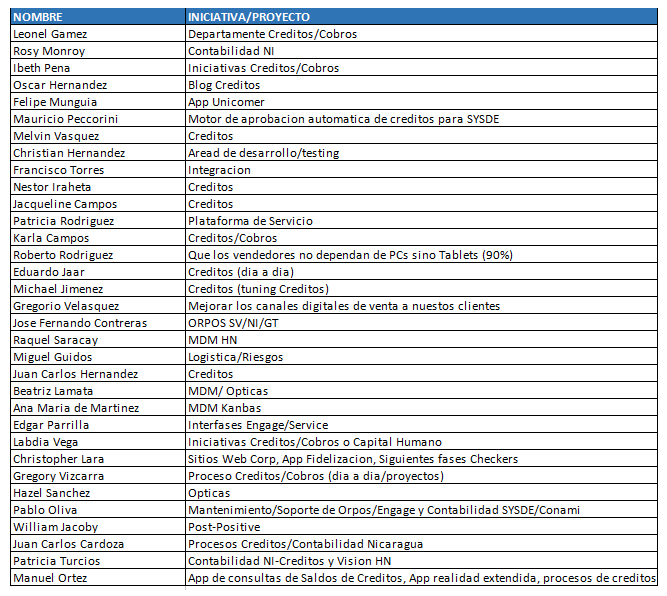 NOMBRE INICIATIVA/PROYECTO
Leonel Gamez Departamente Creditos/Cobros
Rosy Monroy Contabilidad NI
Ibeth Pena Iniciativas Creditos/Cobros
Oscar Hernandez Blog Creditos
Felipe Munguia App Unicomer
Mauricio Peccorini Motor de aprobacion automatica de creditos para SYSDE
Melvin Vasquez Creditos
Christian Hernandez Aread de desarrollo/testing
Francisco Torres Integracion
Nestor Iraheta Creditos
Jacqueline Campos Creditos
Patricia Rodriguez Plataforma de Servicio
Karla Campos Creditos/Cobros
Roberto Rodriguez Que los vendedores no dependan de PCs sino Tablets (90%)
Eduardo Jaar Creditos (dia a dia)
Michael Jimenez Creditos (tuning Creditos)
Gregorio Velasquez Mejorar los canales digitales de venta a nuestos clientes
Jose Fernando Contreras ORPOS SV/NI/GT
Raquel Saracay MDM HN
Miguel Guidos Logistica/Riesgos
Juan Carlos Hernandez Creditos
Beatriz Lamata MDM/ Opticas
Ana Maria de Martinez MDM Kanbas
Edgar Parrilla Interfases Engage/Service
Labdia Vega Iniciativas Creditos/Cobros o Capital Humano
Christopher Lara Sitios Web Corp, App Fidelizacion, Siguientes fases Checkers
Gregory Vizcarra Proceso Creditos/Cobros (dia a dia/proyectos)
Hazel Sanchez Opticas
Pablo Oliva Mantenimiento/Soporte de Orpos/Engage y Contabilidad SYSDE/Conami
William Jacoby Post-Positive
Juan Carlos Cardoza Procesos Creditos/Contabilidad Nicaragua
Patricia Turcios Contabilidad NI-Creditos y Vision HN
Manuel Ortez App de consultas de Saldos de Creditos, App realidad extendida, procesos de creditos